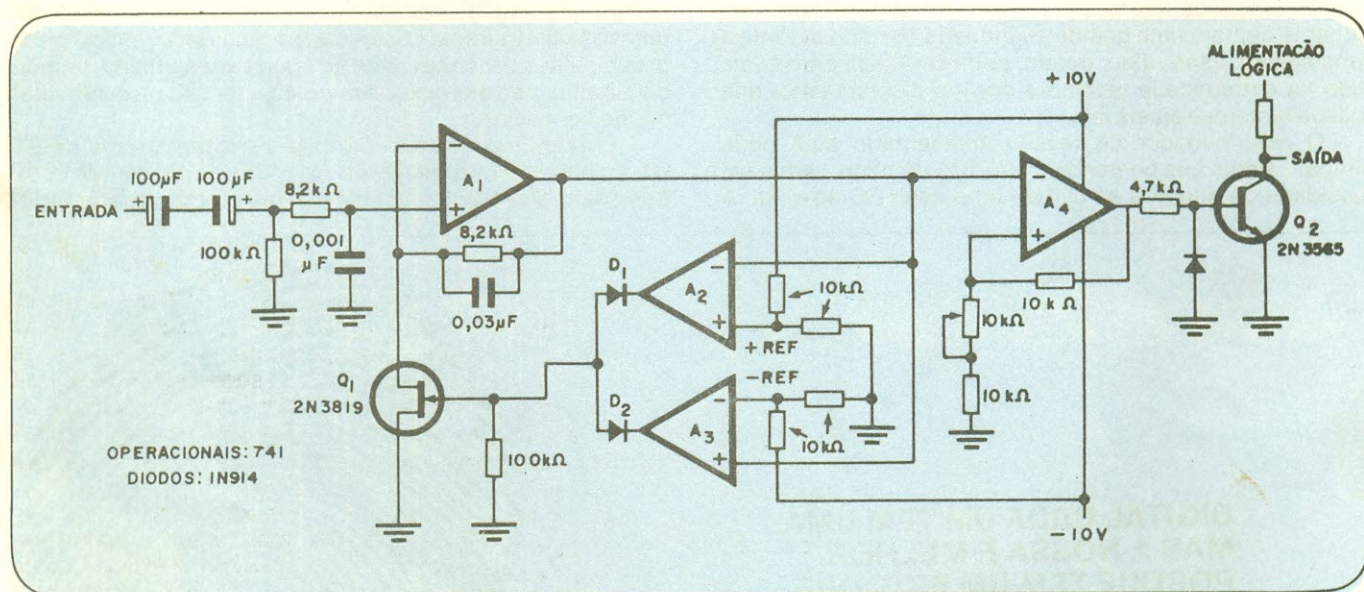 ALIMENTAÇÃO
LÓGICA
+10V
SAÍDA
100µF
100µF
+
+
8,2kΩ
ENTRADA
100kΩ
0,001
µF
-
A1
+
8,2kΩ
0,03µF
-
A4
+
4,7kΩ
Q2
2N3565
10kΩ
10kΩ
10kΩ
D1
-
A2
+
10kΩ
+REF
-REF
D2
-
A3
+
10kΩ
Q1
2N3819
100kΩ
OPERACIONAIS: 741
DIODOS: 1N914
-10V